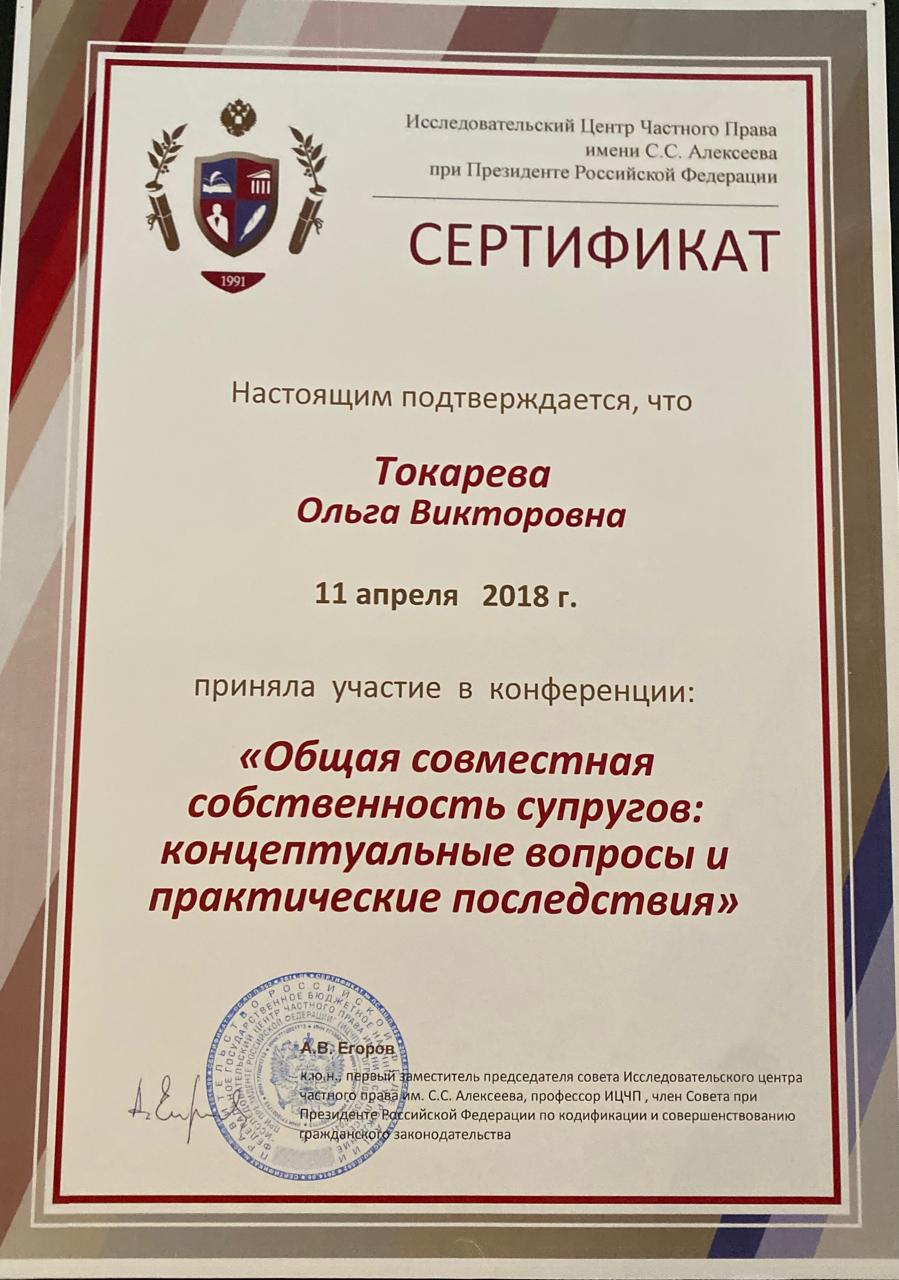 Исследовательский Центр Частного Права
имени С.С. Алексеева
при Президенте Российской Федерации
СЕРТИФИКАТ
1991
Настоящим подтверждается, что
Токарева
Ольга Викторовна
11 апреля 2018 г.
приняла участие в конференции:
«Общая совместная
собственность супругов:
концептуальные вопросы и
практические последствия»
А.В. Егоров
к.ю.н., первый заместитель председателя совета Исследовательского центра
частного права им. С.С. Алексеева, профессор ИЦЧП , член Совета при
Президенте Российской Федерации по кодификации и совершенствованию
гражданского законодательства